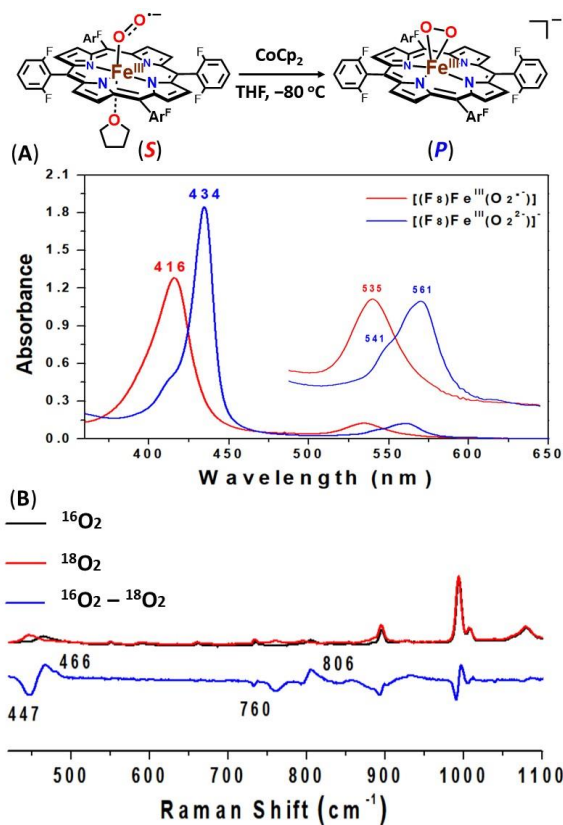 O O •−
Ar^F
F F
Fe^III
N N
N
F F
O
Ar^F
(S)
CoCp2
THF, −80 °C
O−O
−
Ar^F
F F
Fe^III N
N N
N
F F
Ar^F
(P)
(A)
2.1
1.8
1.5
1.2
0.9
0.6
0.3
0.0
Absorbance
416
434
[(F8)Fe^III(O2^•−)]
[(F8)Fe^III(O2^2−)]^−
535
541
561
400 450 500 550 600 650
Wavelength (nm)
(B)
16O2
18O2
16O2 – 18O2
466
806
447
760
500 600 700 800 900 1000 1100
Raman Shift (cm^-1)